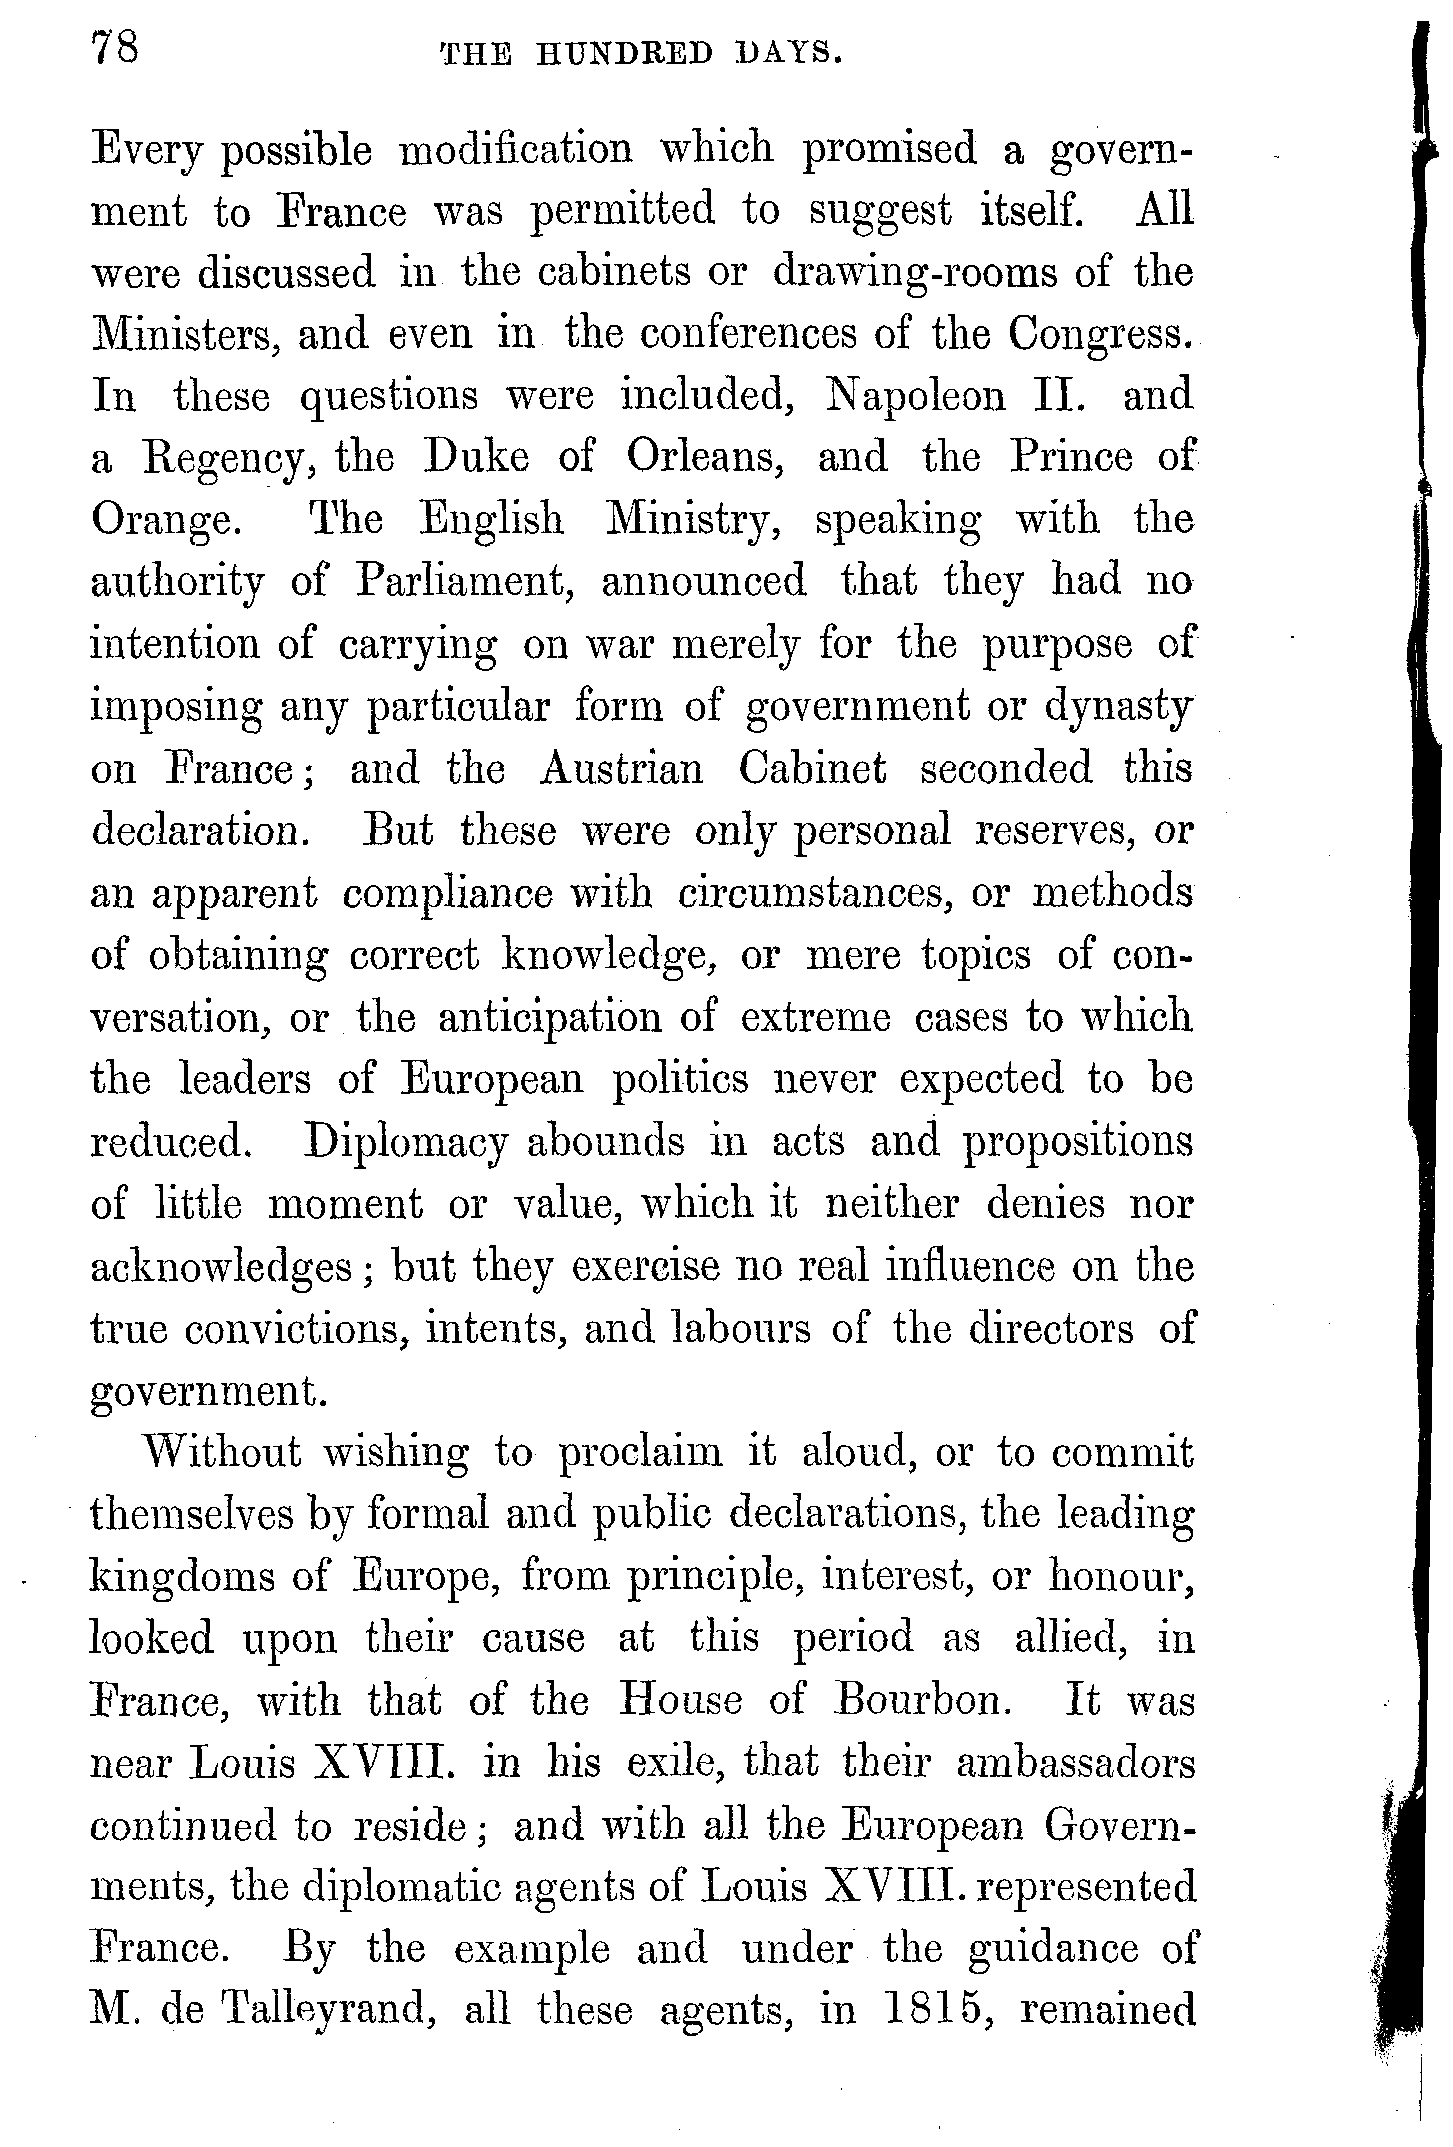 78 THE HUNDRED DAYS.
Every possible modification which promised a govern-
ment to France was permitted to suggest itself. All
were discussed in the cabinets or drawing-rooms of the
Ministers, and even in the conferences of the Congress.
In these questions were included, Napoleon II. and
a Regency, the Duke of Orleans, and the Prince of
Orange. The English Ministry, speaking with the
authority of Parliament, announced that they had no
intention of carrying on war merely for the purpose of
imposing any particular form of government or dynasty
on France; and the Austrian Cabinet seconded this
declaration. But these were only personal reserves, or
an apparent compliance with circumstances, or methods
of obtaining correct knowledge, or mere topics of con-
versation, or the anticipation of extreme cases to which
the leaders of European politics never expected to be
reduced. Diplomacy abounds in acts and propositions
of little moment or value, which it neither denies nor
acknowledges; but they exercise no real influence on the
true convictions, intents, and labours of the directors of
government.
Without wishing to proclaim it aloud, or to commit
themselves by formal and public declarations, the leading
kingdoms of Europe, from principle, interest, or honour,
looked upon their cause at this period as allied, in
France, with that of the House of Bourbon. It was
near Louis XVIII. in his exile, that their ambassadors
continued to reside; and with all the European Govern-
ments, the diplomatic agents of Louis XVIII. represented
France. By the example and under the guidance of
M. de Talleyrand, all these agents, in 1815, remained